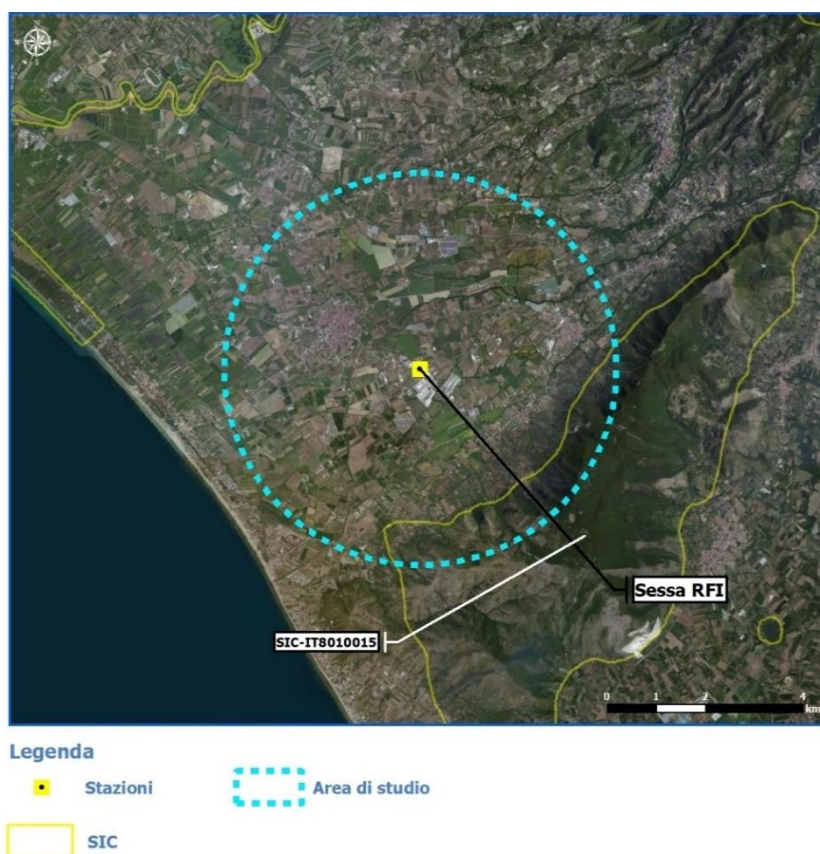 N
E
S
W
Sessa RFI
SIC-IT8010015
0 1 2 4
km
Legenda
Stazioni
Area di studio
SIC